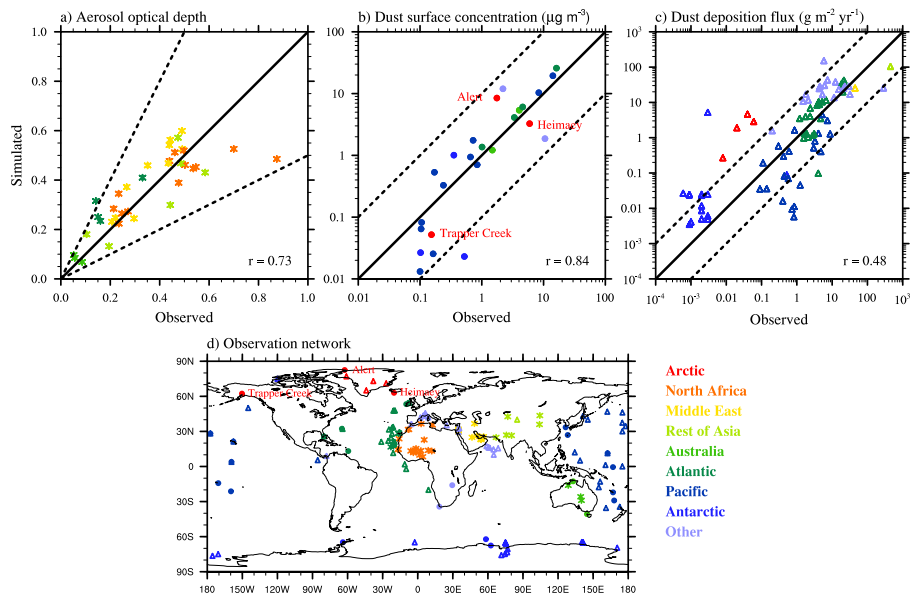 a) Aerosol optical depth
1.0
0.8
0.6
0.4
0.2
0.0
0.0 0.2 0.4 0.6 0.8 1.0
Simulated
Observed
r = 0.73
b) Dust surface concentration (µg m-3)
100
10
1
0.1
0.01
0.01 0.1 1 10 100
Observed
Alert
Heimaey
Trapper Creek
r = 0.84
c) Dust deposition flux (g m-2 yr-1)
10^3
100
10
1
0.1
0.01
10^-3
10^-4
10^-4 10^-3 0.01 0.1 1 10 100 10^3
Observed
r = 0.48
d) Observation network
90N
60N
30N
0
30S
60S
90S
180 150W 120W 90W 60W 30W 0 30E 60E 90E 120E 150E 180
Alert
Trapper Creek
Heimaey
Arctic
North Africa
Middle East
Rest of Asia
Australia
Atlantic
Pacific
Antarctic
Other